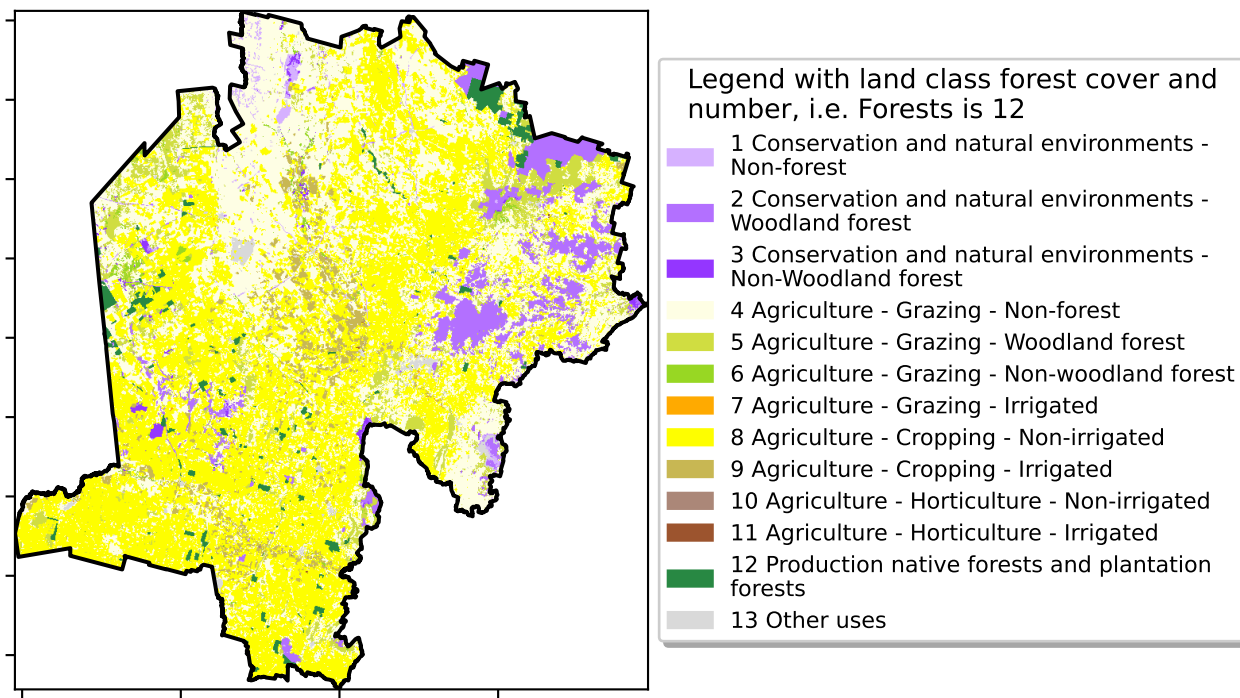 Legend with land class forest cover and
number, i.e. Forests is 12
1 Conservation and natural environments -
Non-forest
2 Conservation and natural environments -
Woodland forest
3 Conservation and natural environments -
Non-Woodland forest
4 Agriculture - Grazing - Non-forest
5 Agriculture - Grazing - Woodland forest
6 Agriculture - Grazing - Non-woodland forest
7 Agriculture - Grazing - Irrigated
8 Agriculture - Cropping - Non-irrigated
9 Agriculture - Cropping - Irrigated
10 Agriculture - Horticulture - Non-irrigated
11 Agriculture - Horticulture - Irrigated
12 Production native forests and plantation
forests
13 Other uses